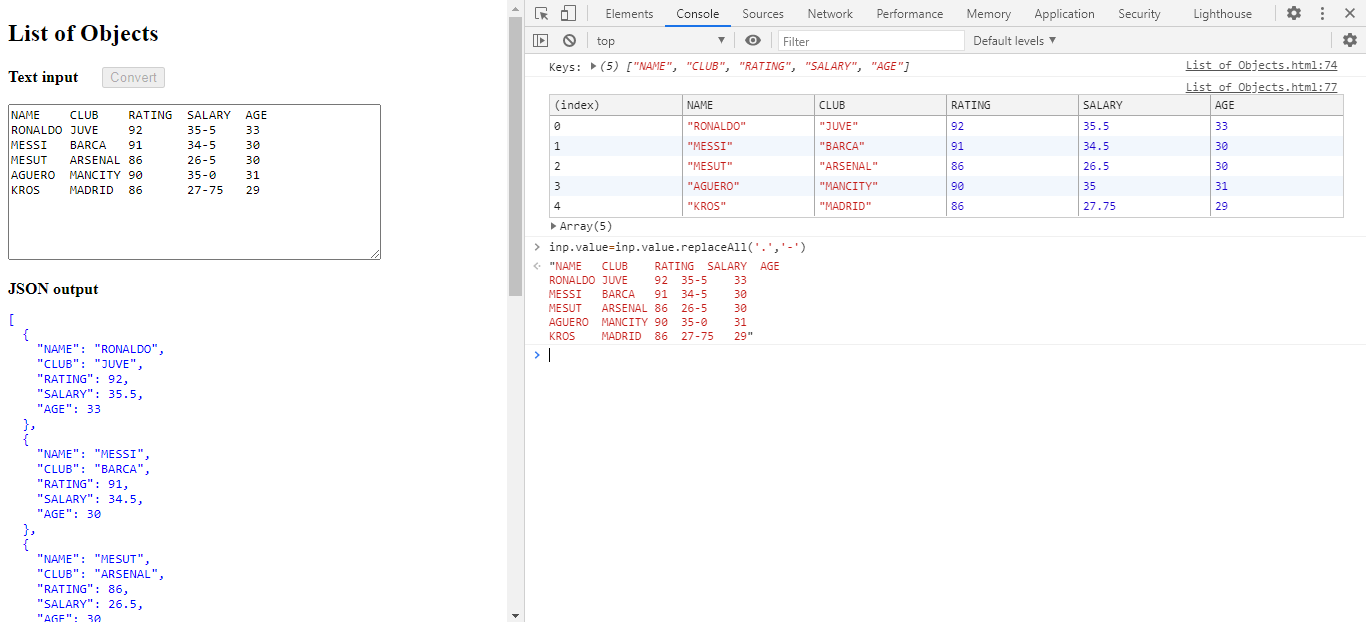 List of Objects
Text input Convert
NAME CLUB RATING SALARY AGE
RONALDO JUVE 92 35-5 33
MESSI BARCA 91 34-5 30
MESUT ARSENAL 86 26-5 30
AGUERO MANCITY 90 35-0 31
KROS MADRID 86 27-75 29
JSON output
[
{
"NAME": "RONALDO",
"CLUB": "JUVE",
"RATING": 92,
"SALARY": 35.5,
"AGE": 33
},
{
"NAME": "MESSI",
"CLUB": "BARCA",
"RATING": 91,
"SALARY": 34.5,
"AGE": 30
},
{
"NAME": "MESUT",
"CLUB": "ARSENAL",
"RATING": 86,
"SALARY": 26.5,
"AGE": 30
Elements Console Sources Network Performance Memory Application Security Lighthouse
top Filter Default levels
Keys: (5) ["NAME", "CLUB", "RATING", "SALARY", "AGE"] List of Objects.html:74
List of Objects.html:77
(index) NAME CLUB RATING SALARY AGE
0 "RONALDO" "JUVE" 92 35.5 33
1 "MESSI" "BARCA" 91 34.5 30
2 "MESUT" "ARSENAL" 86 26.5 30
3 "AGUERO" "MANCITY" 90 35 31
4 "KROS" "MADRID" 86 27.75 29
Array(5)
inp.value=inp.value.replaceAll('.','-')
"NAME CLUB RATING SALARY AGE
RONALDO JUVE 92 35-5 33
MESSI BARCA 91 34-5 30
MESUT ARSENAL 86 26-5 30
AGUERO MANCITY 90 35-0 31
KROS MADRID 86 27-75 29"